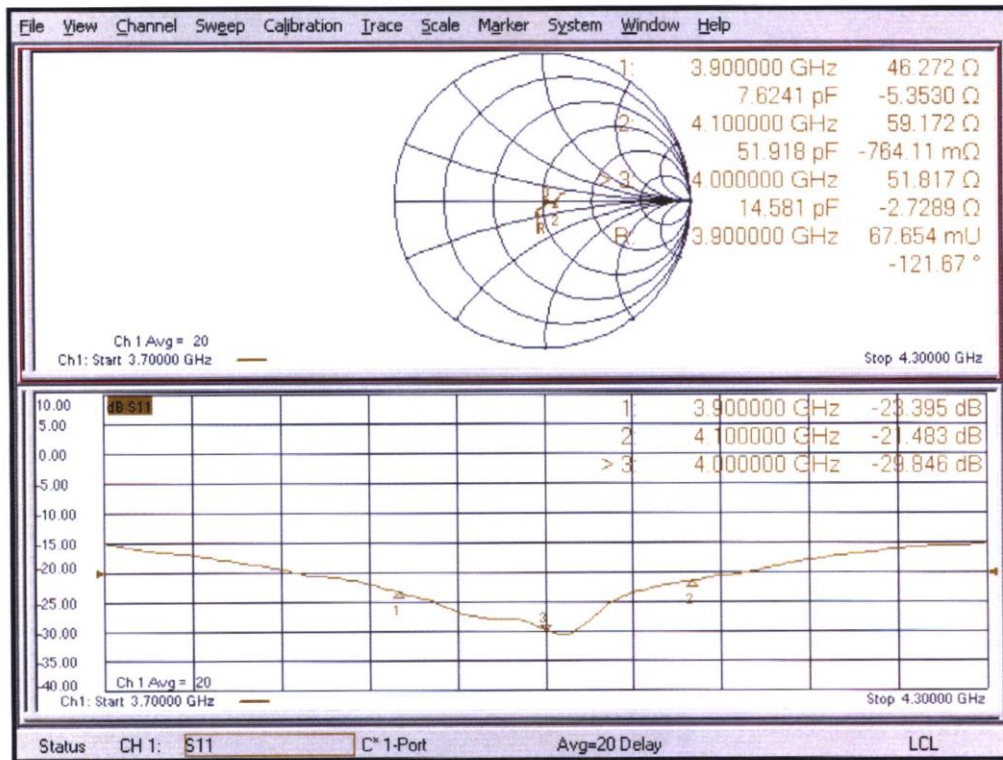 File View Channel Sweep Calibration Trace Scale Marker System Window Help
1: 3.900000 GHz 46.272 Ω
7.6241 pF -5.3530 Ω
2: 4.100000 GHz 59.172 Ω
51.918 pF -764.11 mΩ
> 3: 4.000000 GHz 51.817 Ω
14.581 pF -2.7289 Ω
R: 3.900000 GHz 67.654 mU
-121.67 °
3
2
R
Ch 1 Avg = 20
Ch1: Start 3.70000 GHz
Stop 4.30000 GHz
10.00
dB S11
5.00
0.00
-5.00
-10.00
-15.00
-20.00
-25.00
-30.00
-35.00
-40.00
1: 3.900000 GHz -23.395 dB
2: 4.100000 GHz -21.483 dB
> 3: 4.000000 GHz -29.846 dB
1
3
2
Ch 1 Avg = 20
Ch1: Start 3.70000 GHz
Stop 4.30000 GHz
Status CH 1: S11 C* 1-Port Avg=20 Delay LCL